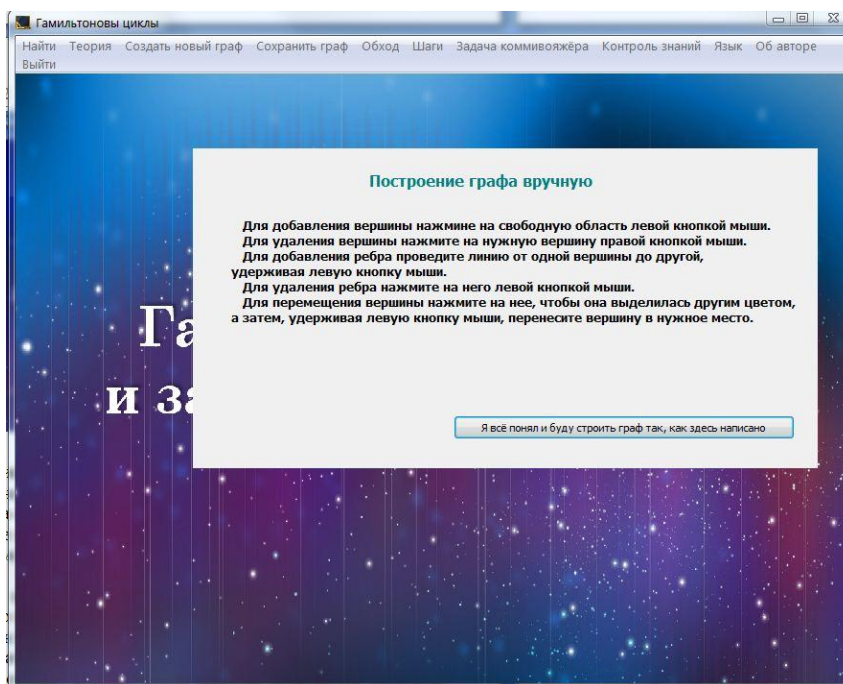 Гамильтоновы циклы
Найти Теория Создать новый граф Сохранить граф Обход Шаги Задача коммивояжёра Контроль знаний Язык Об авторе
Выйти
Построение графа вручную
Для добавления вершины нажмине на свободную область левой кнопкой мыши.
Для удаления вершины нажмите на нужную вершину правой кнопкой мыши.
Для добавления ребра проведите линию от одной вершины до другой,
удерживая левую кнопку мыши.
Для удаления ребра нажмите на него левой кнопкой мыши.
Для перемещения вершины нажмите на нее, чтобы она выделилась другим цветом,
а затем, удерживая левую кнопку мыши, перенесите вершину в нужное место.
Га
и за
Я всё понял и буду строить граф так, как здесь написано